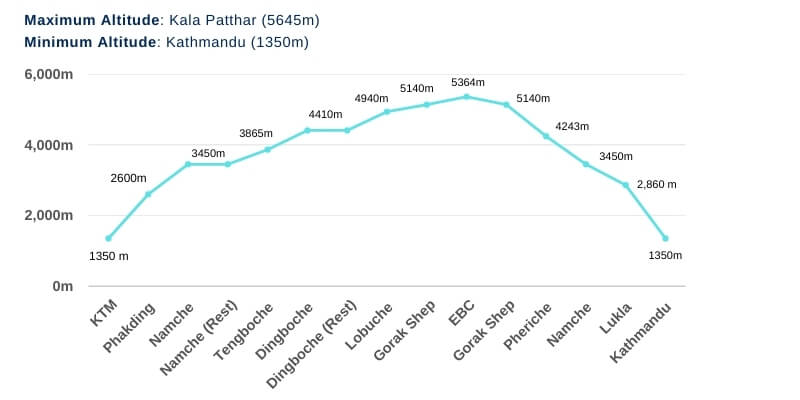 Maximum Altitude: Kala Patthar (5645m)
Minimum Altitude: Kathmandu (1350m)
6,000m
4,000m
2,000m
0m
1350 m
2600m
3450m
3865m
4410m
4940m
5140m
5364m
5140m
4243m
3450m
2,860 m
1350m
KTM
Phakding
Namche
Namche (Rest)
Tengboche
Dingboche
Dingboche (Rest)
Lobuche
Gorak Shep
EBC
Gorak Shep
Pheriche
Namche
Lukla
Kathmandu